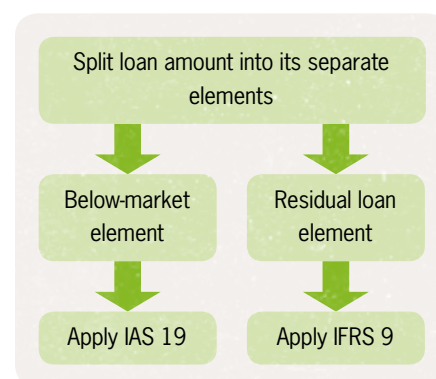 Split loan amount into its separate
elements
Below-market
element
Residual loan
element
Apply IAS 19
Apply IFRS 9